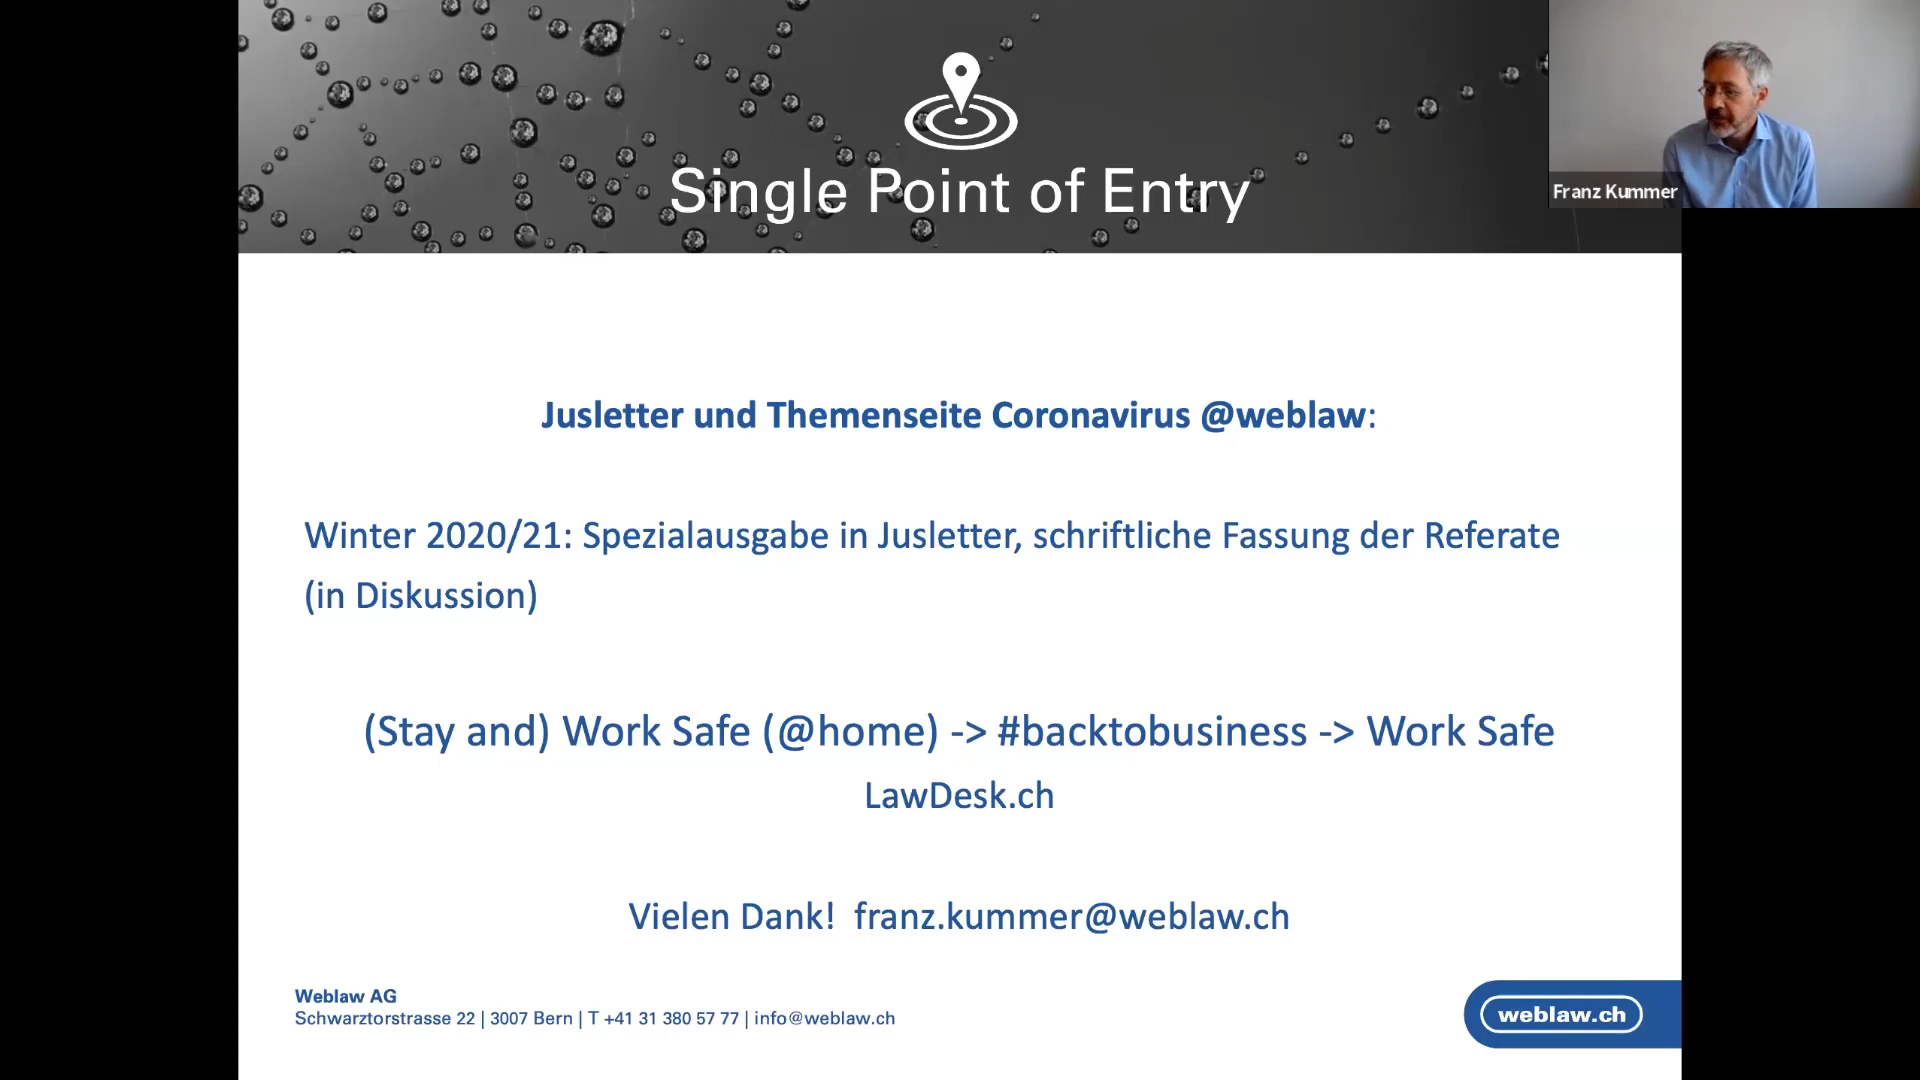 Single Point of Entry
Franz Kummer
Jusletter und Themenseite Coronavirus @weblaw:
Winter 2020/21: Spezialausgabe in Jusletter, schriftliche Fassung der Referate
(in Diskussion)
(Stay and) Work Safe (@home) -> #backtobusiness -> Work Safe
LawDesk.ch
Vielen Dank!  franz.kummer@weblaw.ch
Weblaw AG
Schwarztorstrasse 22 | 3007 Bern | T +41 31 380 57 77 | info@weblaw.ch
weblaw.ch